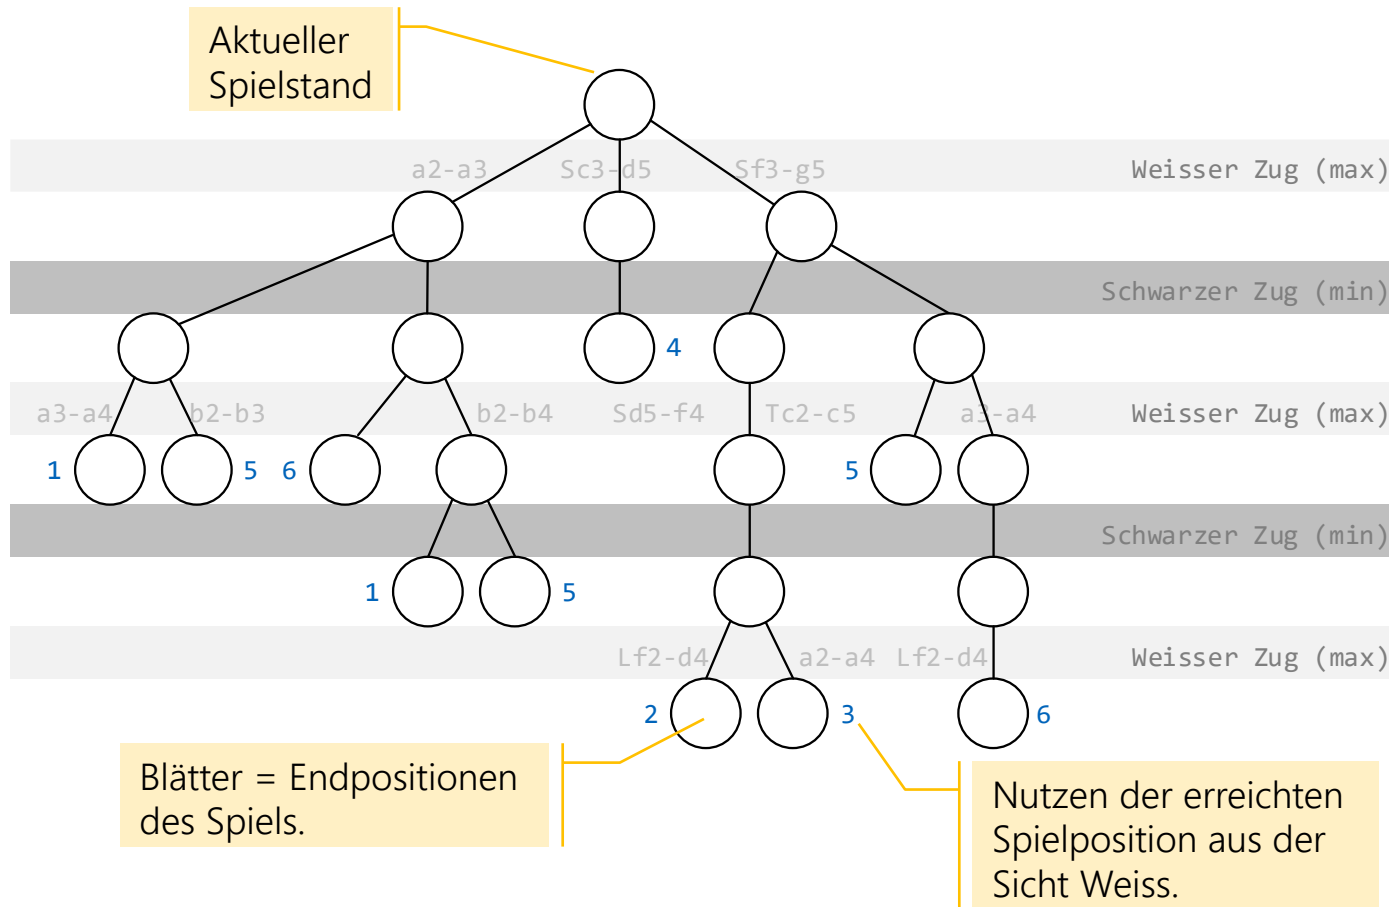 Aktueller
Spielstand
a2-a3 Sc3-d5 Sf3-g5 Weisser Zug (max)
Schwarzer Zug (min)
4
a3-a4 b2-b3 b2-b4 Sd5-f4 Tc2-c5 a3-a4 Weisser Zug (max)
1 5 6 5
Schwarzer Zug (min)
1 5
Lf2-d4 a2-a4 Lf2-d4 Weisser Zug (max)
2 3 6
Blätter = Endpositionen
des Spiels.
Nutzen der erreichten
Spielposition aus der
Sicht Weiss.